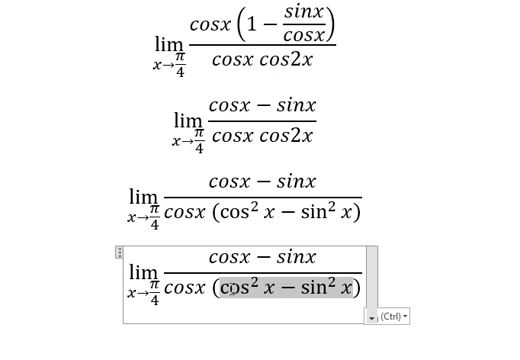 lim x→π/4 cosx (1 − sinx/cosx) / cosx cos2x
lim x→π/4 cosx − sinx / cosx cos2x
lim x→π/4 cosx − sinx / cosx (cos² x − sin² x)
lim x→π/4 cosx − sinx / cosx (cos² x − sin² x)
(Ctrl)